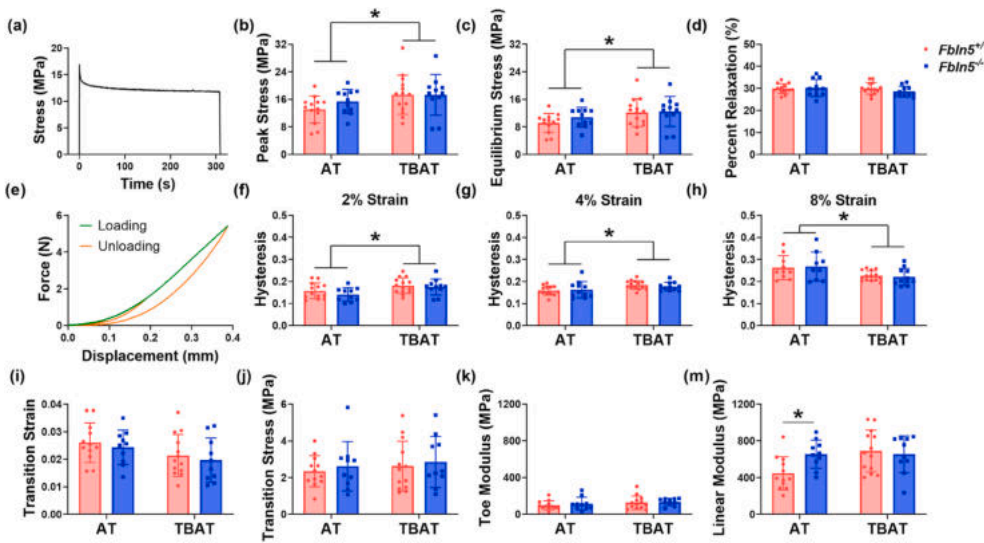 (a)
Stress (MPa)
20
15
10
5
0
0 100 200 300
Time (s)
(b)
Peak Stress (MPa)
32
24
16
8
0
*
AT TBAT
(c)
Equilibrium Stress (MPa)
32
24
16
8
0
*
AT TBAT
(d)
Percent Relaxation (%)
50
40
30
20
10
0
AT TBAT
Fbln5+/
Fbln5-/-
(e)
Force (N)
6
4
2
0
Loading
Unloading
0.0 0.1 0.2 0.3 0.4
Displacement (mm)
(f)
2% Strain
Hysteresis
0.5
0.4
0.3
0.2
0.1
0.0
*
AT TBAT
(g)
4% Strain
Hysteresis
0.5
0.4
0.3
0.2
0.1
0.0
*
AT TBAT
(h)
8% Strain
Hysteresis
0.5
0.4
0.3
0.2
0.1
0.0
*
AT TBAT
(i)
Transition Strain
0.04
0.03
0.02
0.01
0.00
AT TBAT
(j)
Transition Stress (MPa)
8
6
4
2
0
AT TBAT
(k)
Toe Modulus (MPa)
1200
800
400
0
AT TBAT
(m)
Linear Modulus (MPa)
1200
800
400
0
*
AT TBAT